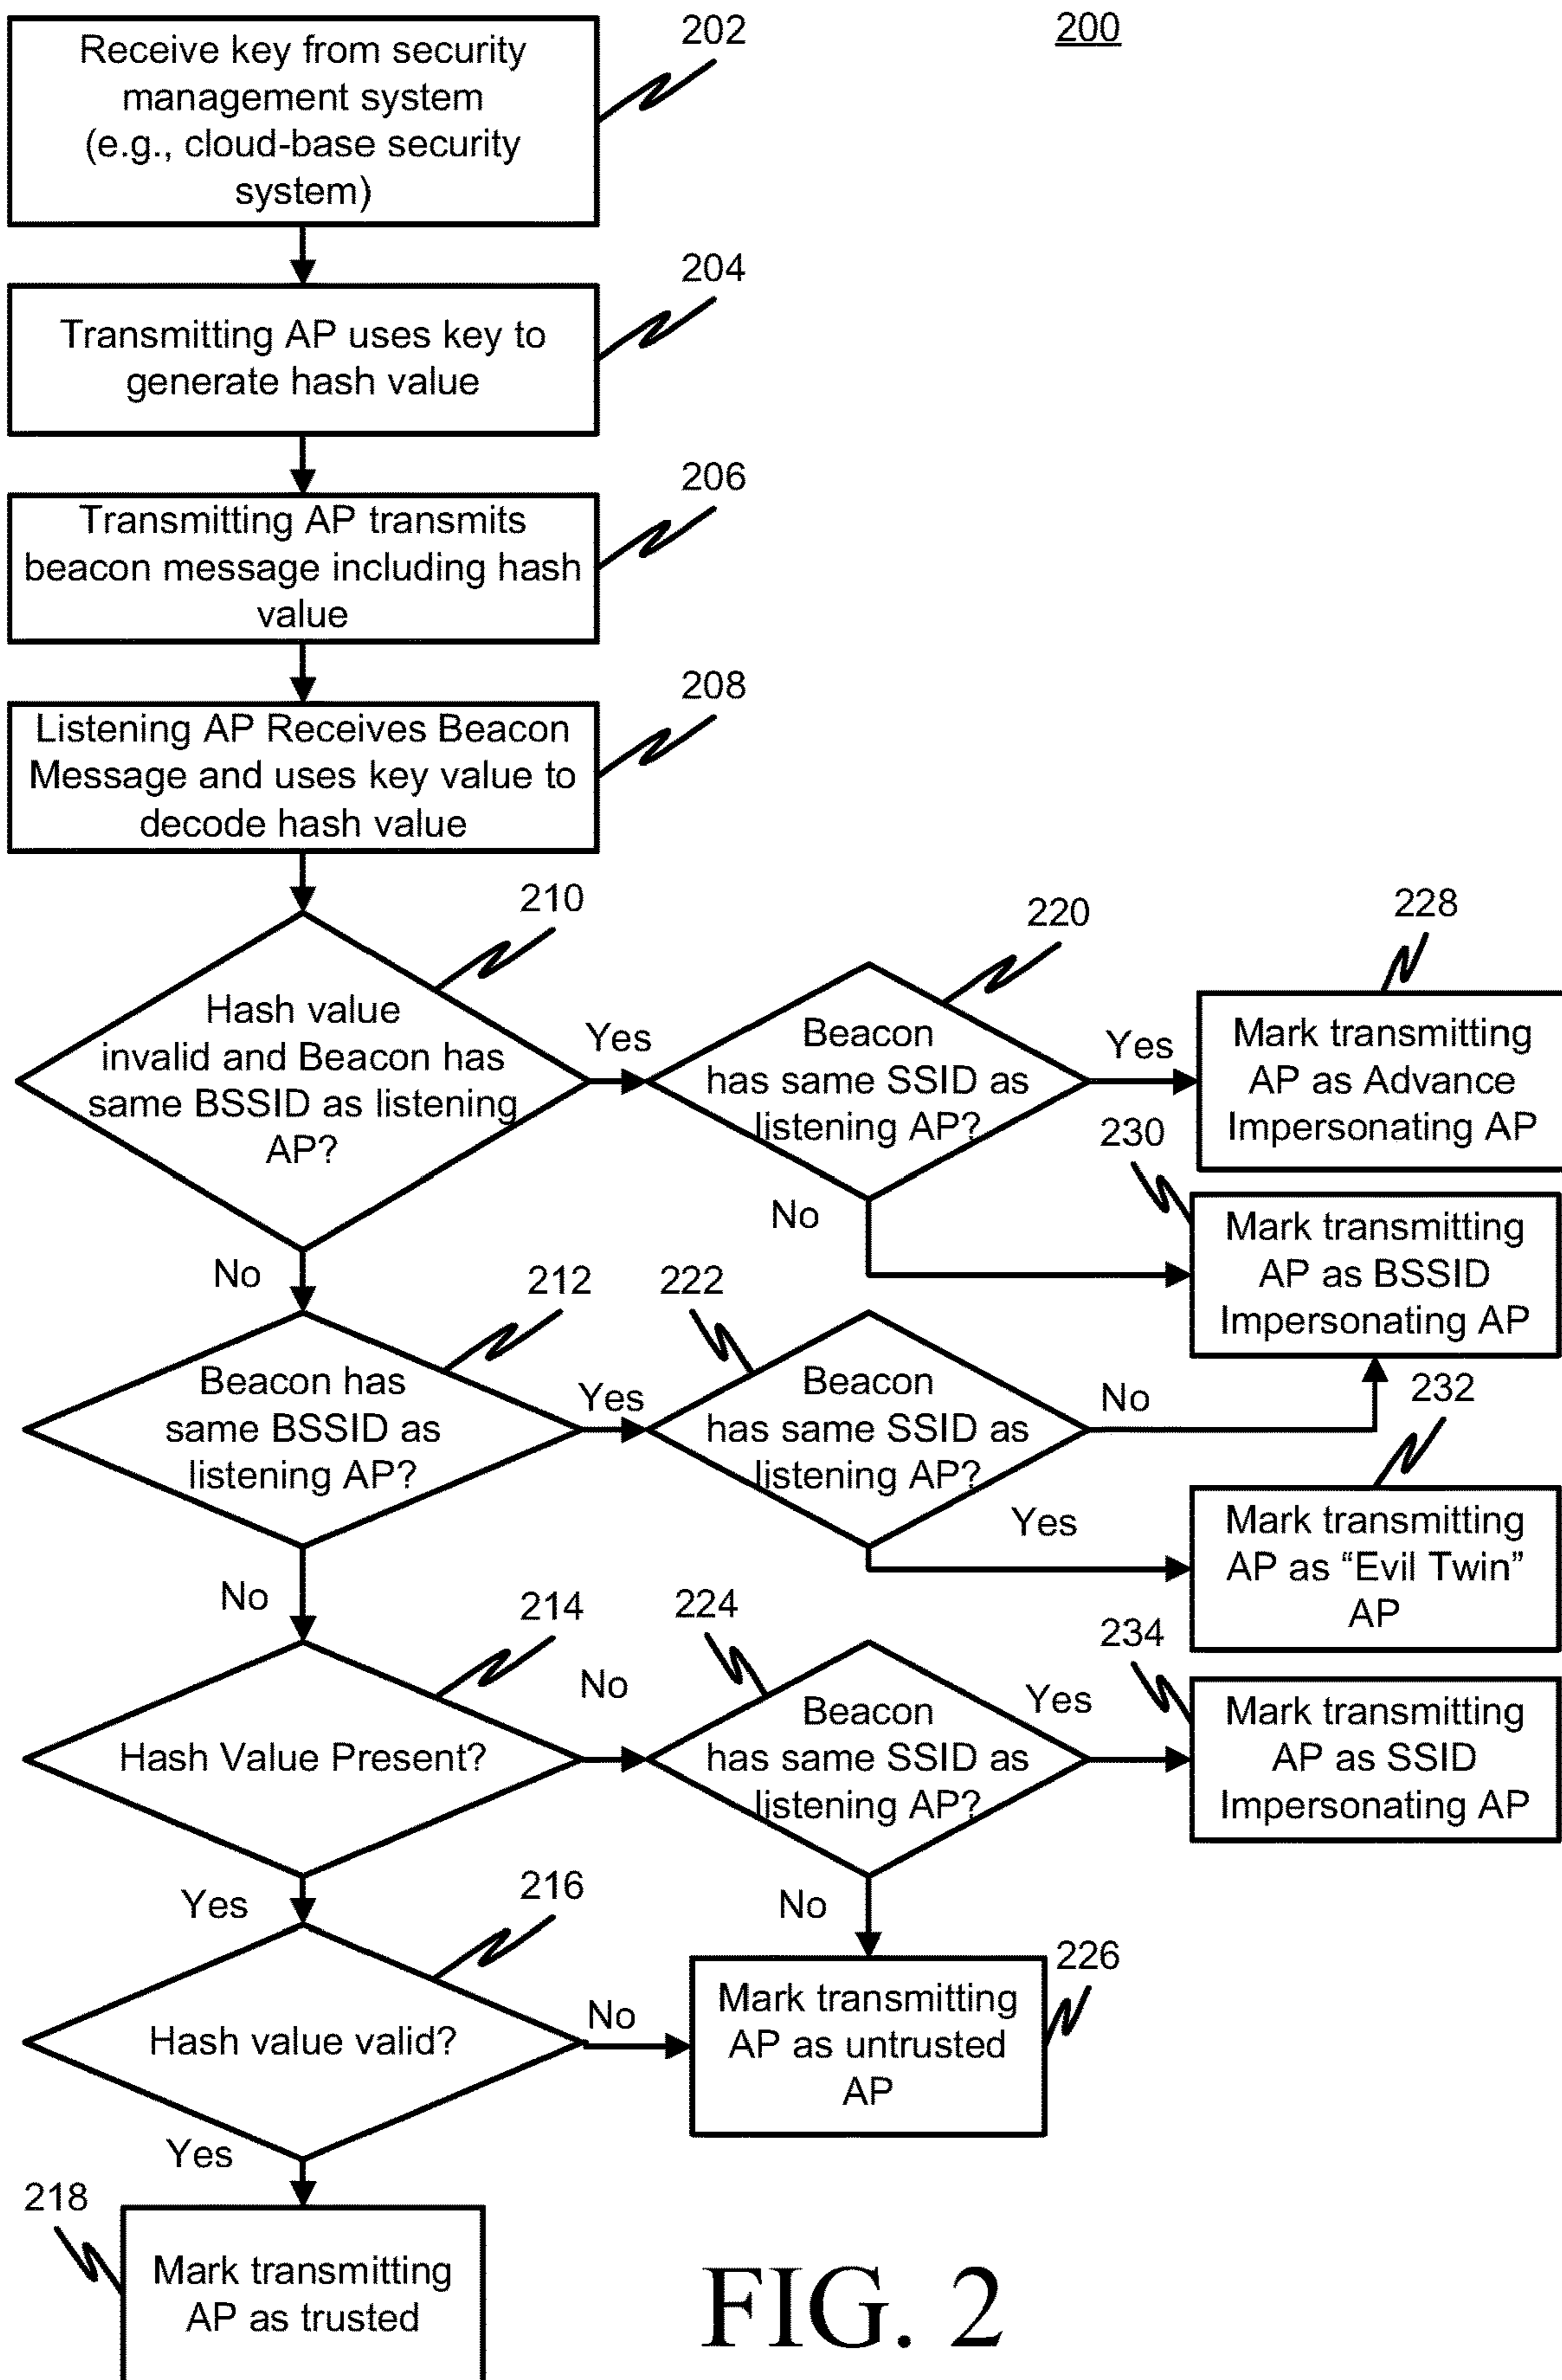 202
200
Receive key from security
management system
(e.g., cloud-base security
system)
204
Transmitting AP uses key to
generate hash value
206
Transmitting AP transmits
beacon message including hash
value
208
Listening AP Receives Beacon
Message and uses key value to
decode hash value
210
Hash value
invalid and Beacon has
same BSSID as listening
AP?
Yes
No
220
Beacon
has same SSID as
listening AP?
Yes
No
228
Mark transmitting
AP as Advance
Impersonating AP
230
Mark transmitting
AP as BSSID
Impersonating AP
212
Beacon has
same BSSID as
listening AP?
Yes
No
222
Beacon
has same SSID as
listening AP?
No
Yes
232
Mark transmitting
AP as “Evil Twin”
AP
214
Hash Value Present?
No
Yes
224
Beacon
has same SSID as
listening AP?
Yes
No
234
Mark transmitting
AP as SSID
Impersonating AP
216
Hash value valid?
No
Yes
226
Mark transmitting
AP as untrusted
AP
218
Mark transmitting
AP as trusted
FIG. 2